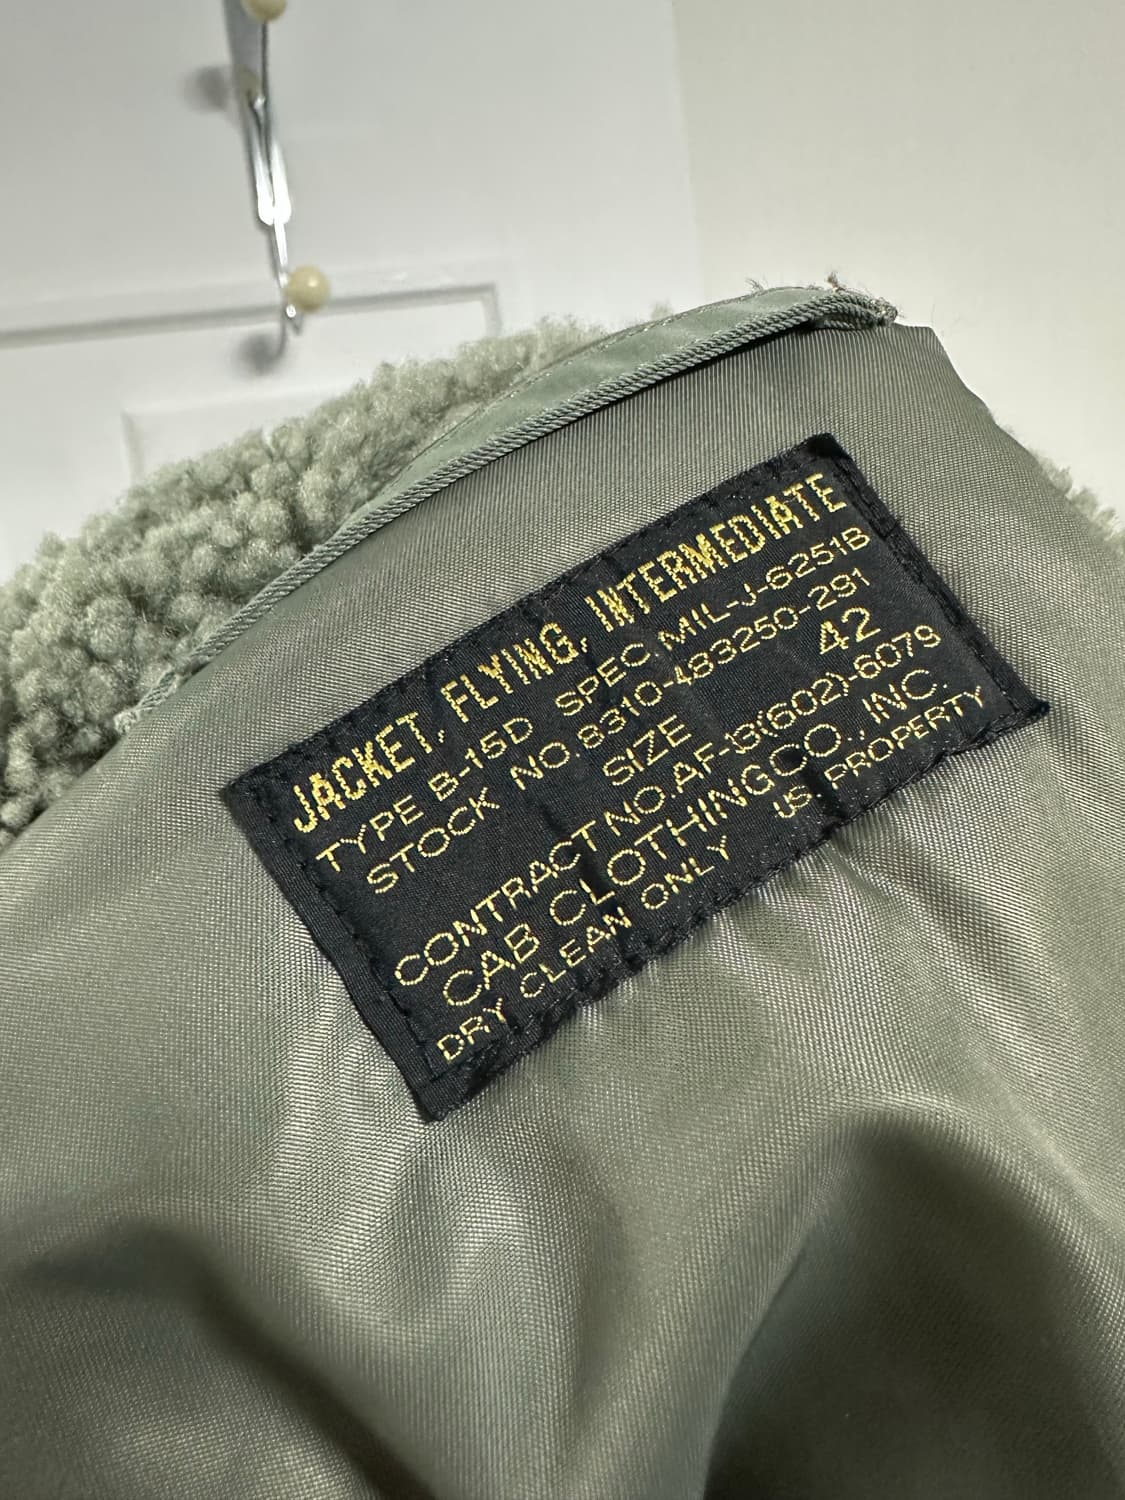 JACKET, FLYING, INTERMEDIATE
TYPE B-15D SPEC MIL-J-6251B
STOCK NO.8310-483250-291
SIZE 42
CONTRACT NO.AF-13(602)-6079
CAB CLOTHING CO., INC.
DRY CLEAN ONLY US PROPERTY